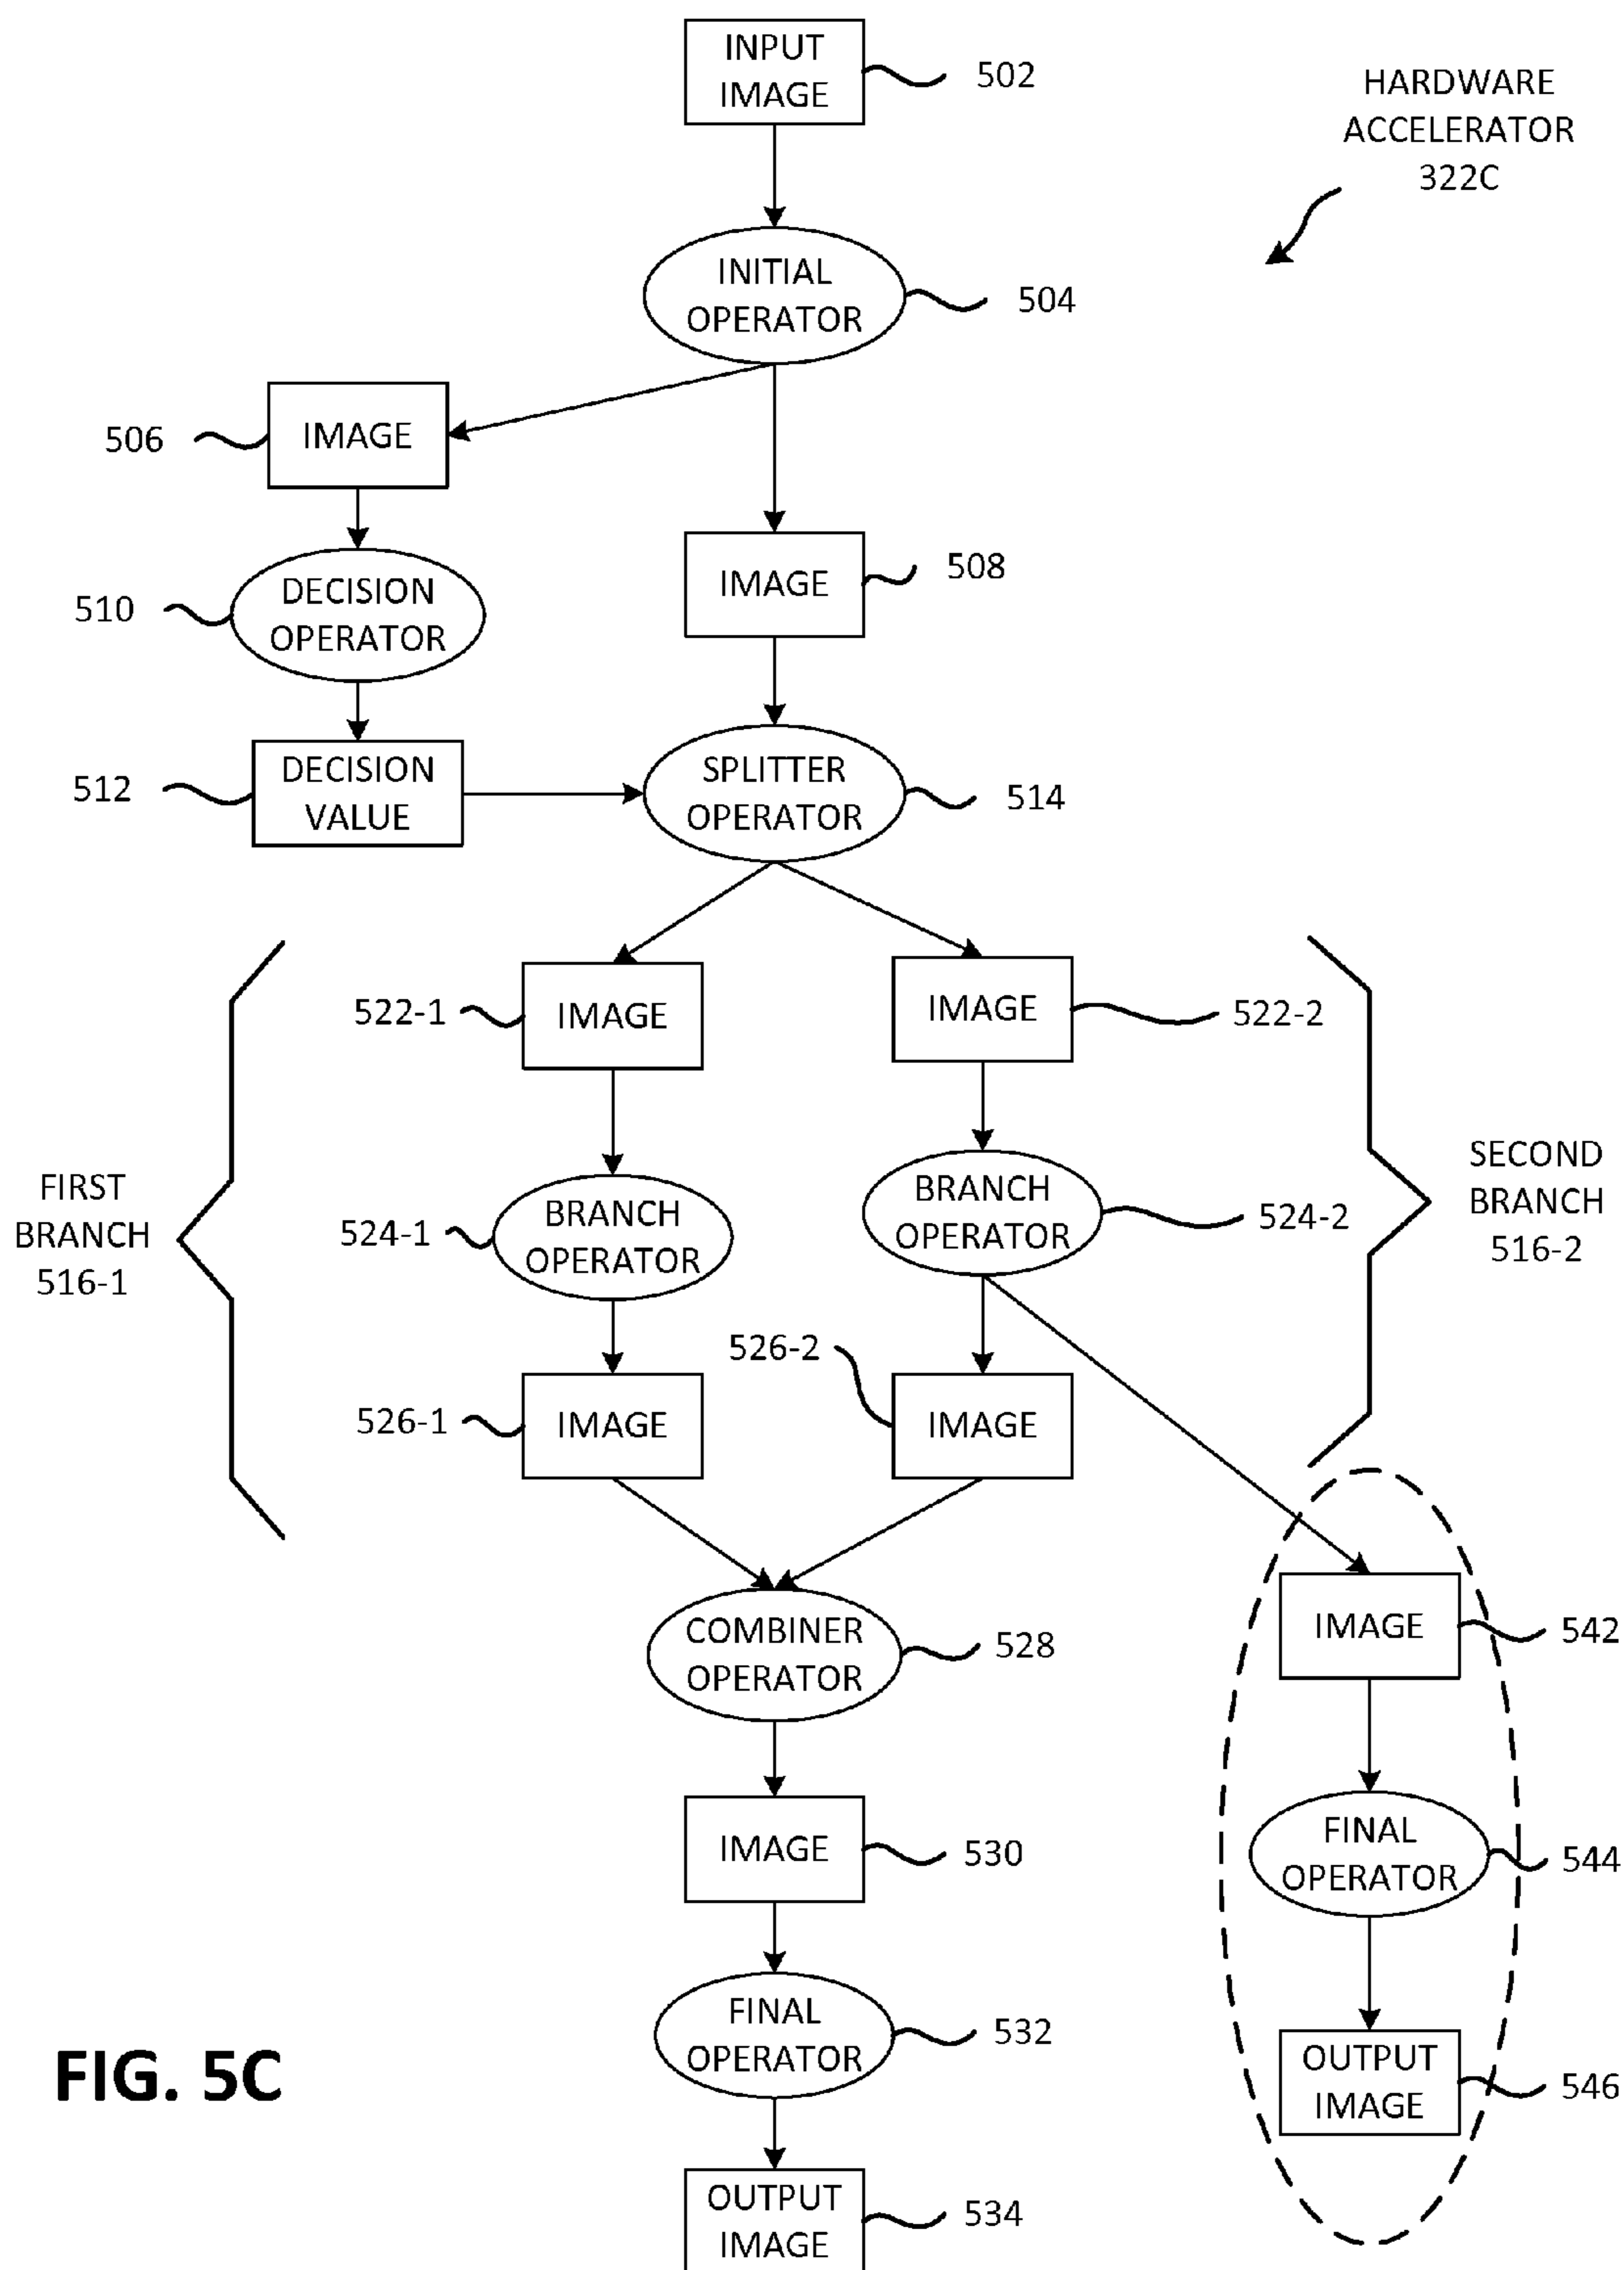 INPUT
IMAGE
502
HARDWARE
ACCELERATOR
322C
INITIAL
OPERATOR
504
506
IMAGE
IMAGE
508
510
DECISION
OPERATOR
512
DECISION
VALUE
SPLITTER
OPERATOR
514
522-1
IMAGE
IMAGE
522-2
FIRST
BRANCH
516-1
524-1
BRANCH
OPERATOR
BRANCH
OPERATOR
524-2
SECOND
BRANCH
516-2
526-1
IMAGE
526-2
IMAGE
COMBINER
OPERATOR
528
IMAGE
542
IMAGE
530
FINAL
OPERATOR
544
FINAL
OPERATOR
532
OUTPUT
IMAGE
546
OUTPUT
IMAGE
534
FIG. 5C